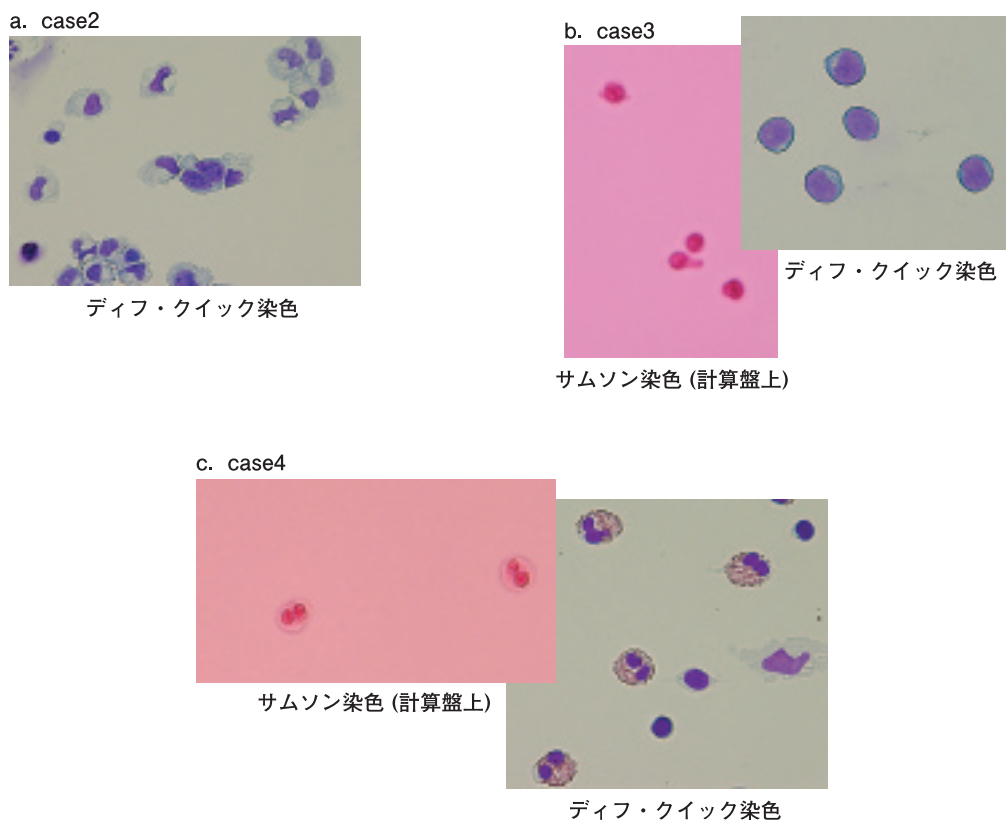 a. case2
ディフ・クイック染色
b. case3
ディフ・クイック染色
サムソン染色 (計算盤上)
c. case4
サムソン染色 (計算盤上)
ディフ・クイック染色